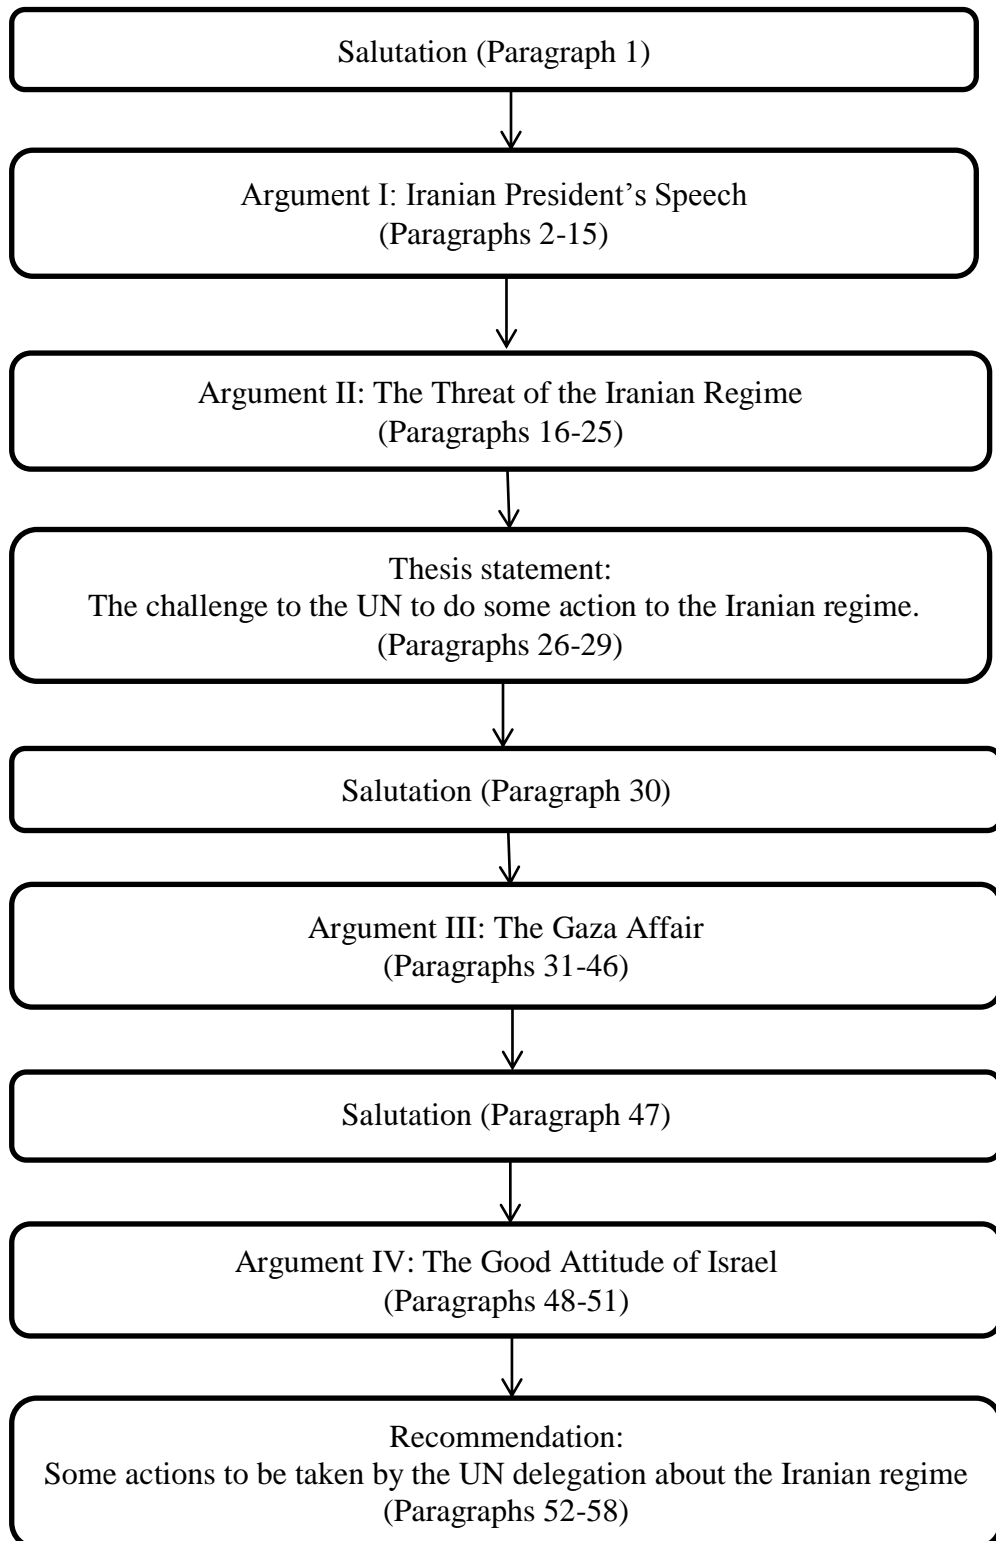 Salutation (Paragraph 1)
Argument I: Iranian President’s Speech
(Paragraphs 2-15)
Argument II: The Threat of the Iranian Regime
(Paragraphs 16-25)
Thesis statement:
The challenge to the UN to do some action to the Iranian regime.
(Paragraphs 26-29)
Salutation (Paragraph 30)
Argument III: The Gaza Affair
(Paragraphs 31-46)
Salutation (Paragraph 47)
Argument IV: The Good Attitude of Israel
(Paragraphs 48-51)
Recommendation:
Some actions to be taken by the UN delegation about the Iranian regime
(Paragraphs 52-58)